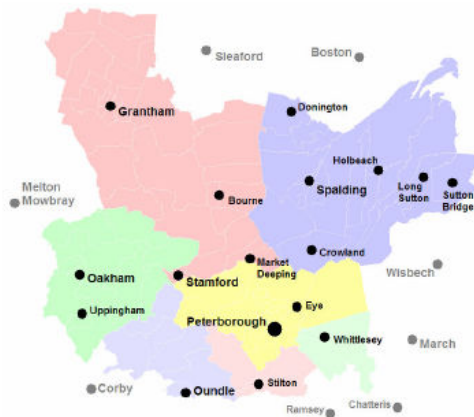 Sleaford
Boston
Grantham
Donington
Holbeach
Spalding
Long
Sutton
Sutton
Bridge
Melton
Mowbray
Bourne
Crowland
Market
Deeping
Wisbech
Oakham
Stamford
Uppingham
Eye
Peterborough
Whittlesey
March
Corby
Oundle
Stilton
Ramsey
Chatteris